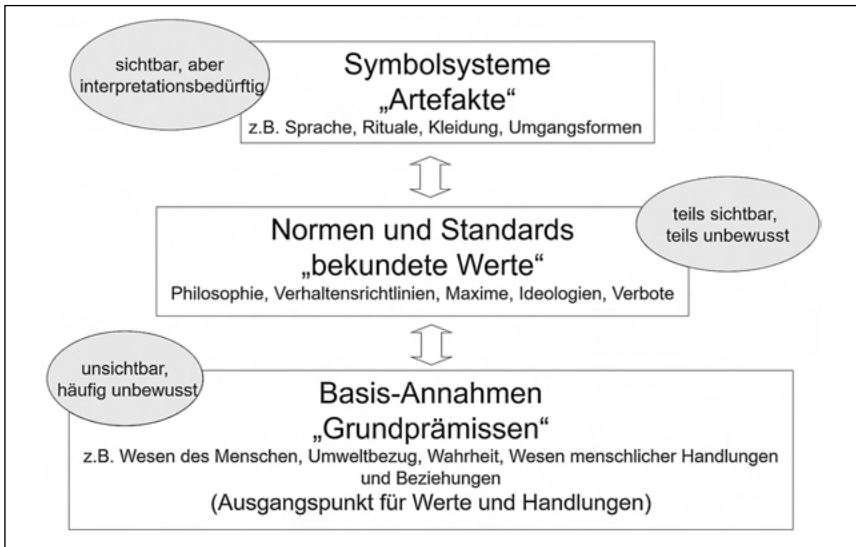 sichtbar, aber
interpretationsbedürftig
Symbolsysteme
„Artefakte“
z.B. Sprache, Rituale, Kleidung, Umgangsformen
teils sichtbar,
teils unbewusst
Normen und Standards
„bekundete Werte“
Philosophie, Verhaltensrichtlinien, Maxime, Ideologien, Verbote
unsichtbar,
häufig unbewusst
Basis-Annahmen
„Grundprämissen“
z.B. Wesen des Menschen, Umweltbezug, Wahrheit, Wesen menschlicher Handlungen
und Beziehungen
(Ausgangspunkt für Werte und Handlungen)